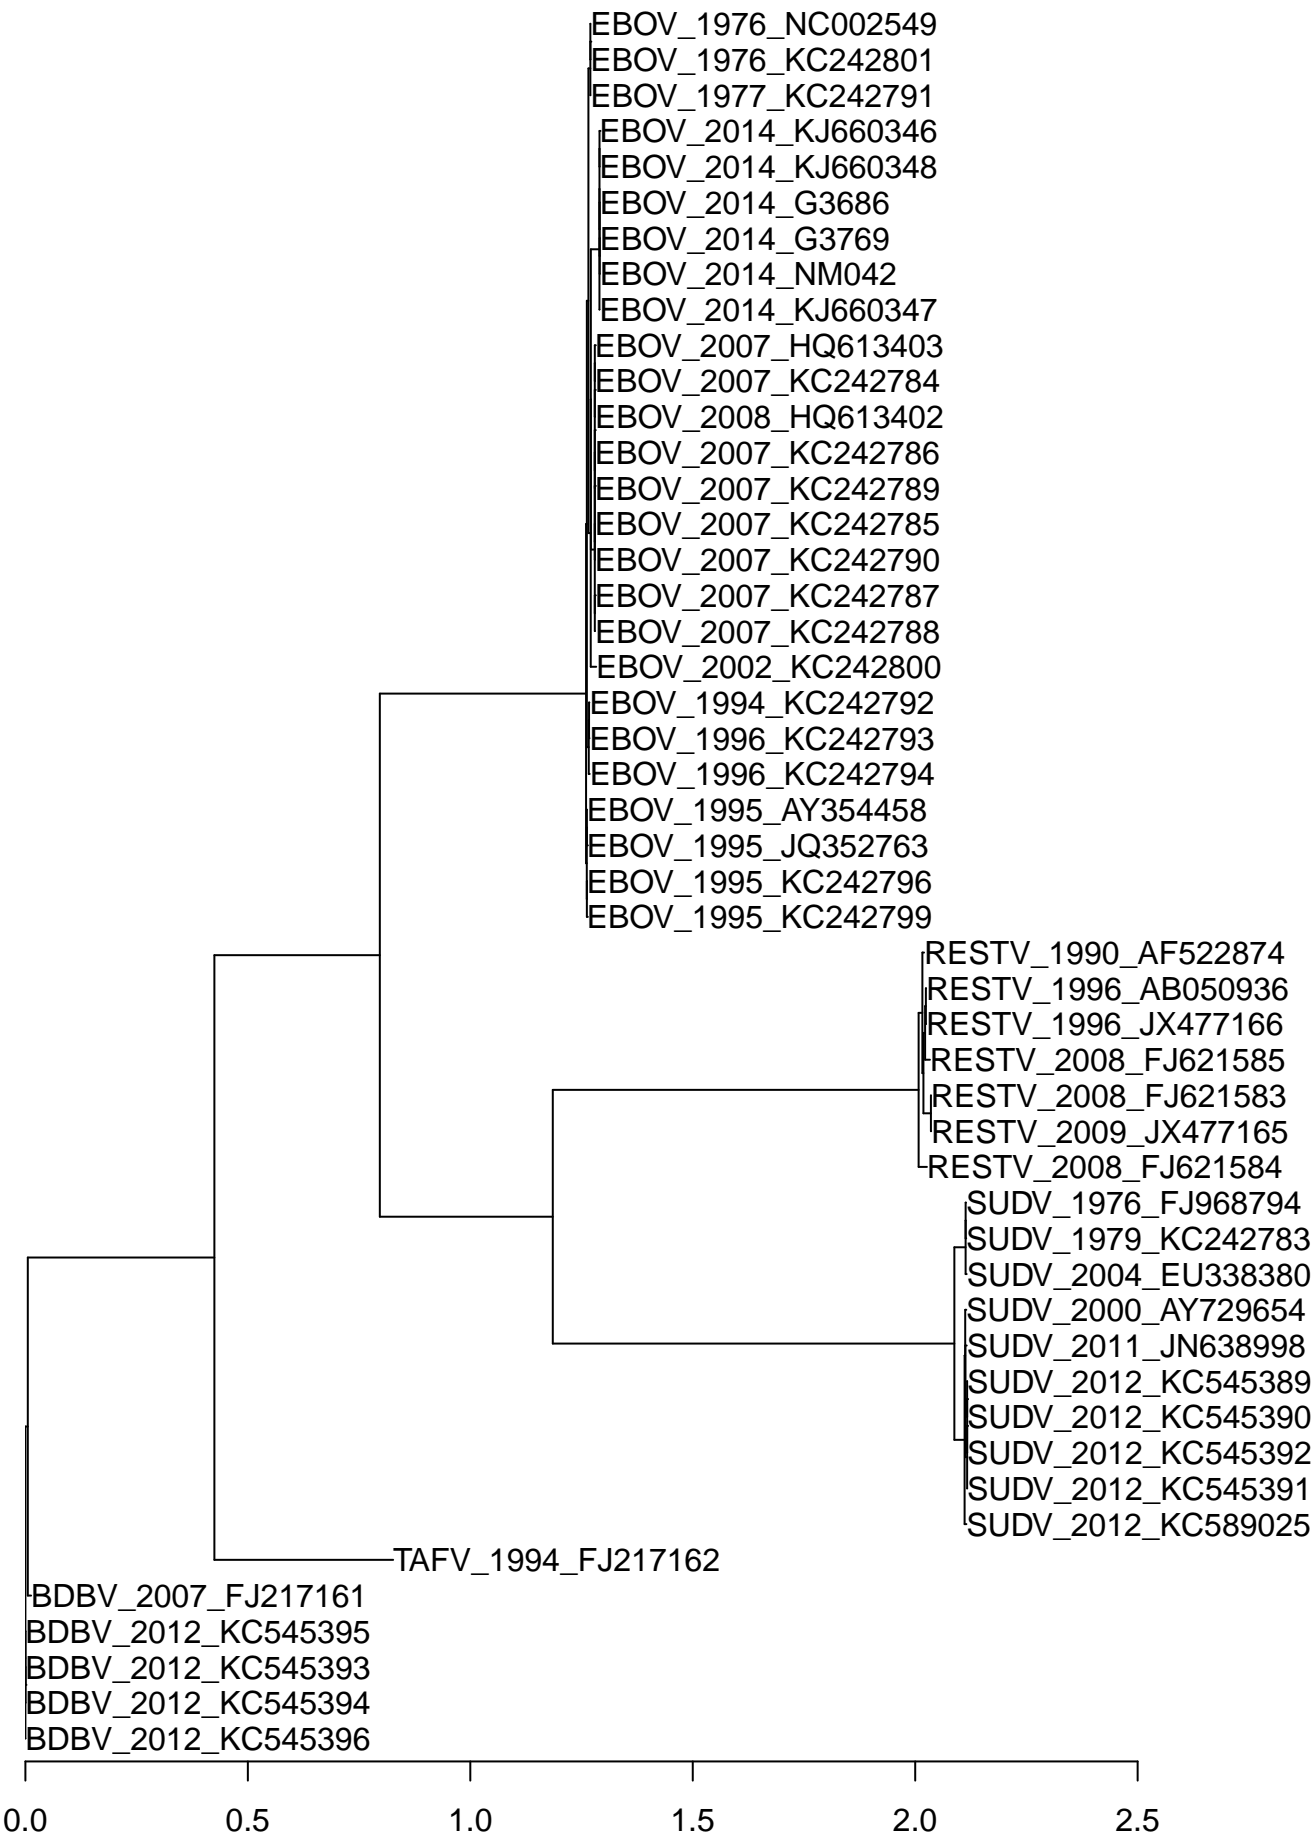 EBOV_1976_NC002549
EBOV_1976_KC242801
EBOV_1977_KC242791
EBOV_2014_KJ660346
EBOV_2014_KJ660348
EBOV_2014_G3686
EBOV_2014_G3769
EBOV_2014_NM042
EBOV_2014_KJ660347
EBOV_2007_HQ613403
EBOV_2007_KC242784
EBOV_2008_HQ613402
EBOV_2007_KC242786
EBOV_2007_KC242789
EBOV_2007_KC242785
EBOV_2007_KC242790
EBOV_2007_KC242787
EBOV_2007_KC242788
EBOV_2002_KC242800
EBOV_1994_KC242792
EBOV_1996_KC242793
EBOV_1996_KC242794
EBOV_1995_AY354458
EBOV_1995_JQ352763
EBOV_1995_KC242796
EBOV_1995_KC242799
RESTV_1990_AF522874
RESTV_1996_AB050936
RESTV_1996_JX477166
RESTV_2008_FJ621585
RESTV_2008_FJ621583
RESTV_2009_JX477165
RESTV_2008_FJ621584
SUDV_1976_FJ968794
SUDV_1979_KC242783
SUDV_2004_EU338380
SUDV_2000_AY729654
SUDV_2011_JN638998
SUDV_2012_KC545389
SUDV_2012_KC545390
SUDV_2012_KC545392
SUDV_2012_KC545391
SUDV_2012_KC589025
TAFV_1994_FJ217162
BDBV_2007_FJ217161
BDBV_2012_KC545395
BDBV_2012_KC545393
BDBV_2012_KC545394
BDBV_2012_KC545396
0.0 0.5 1.0 1.5 2.0 2.5